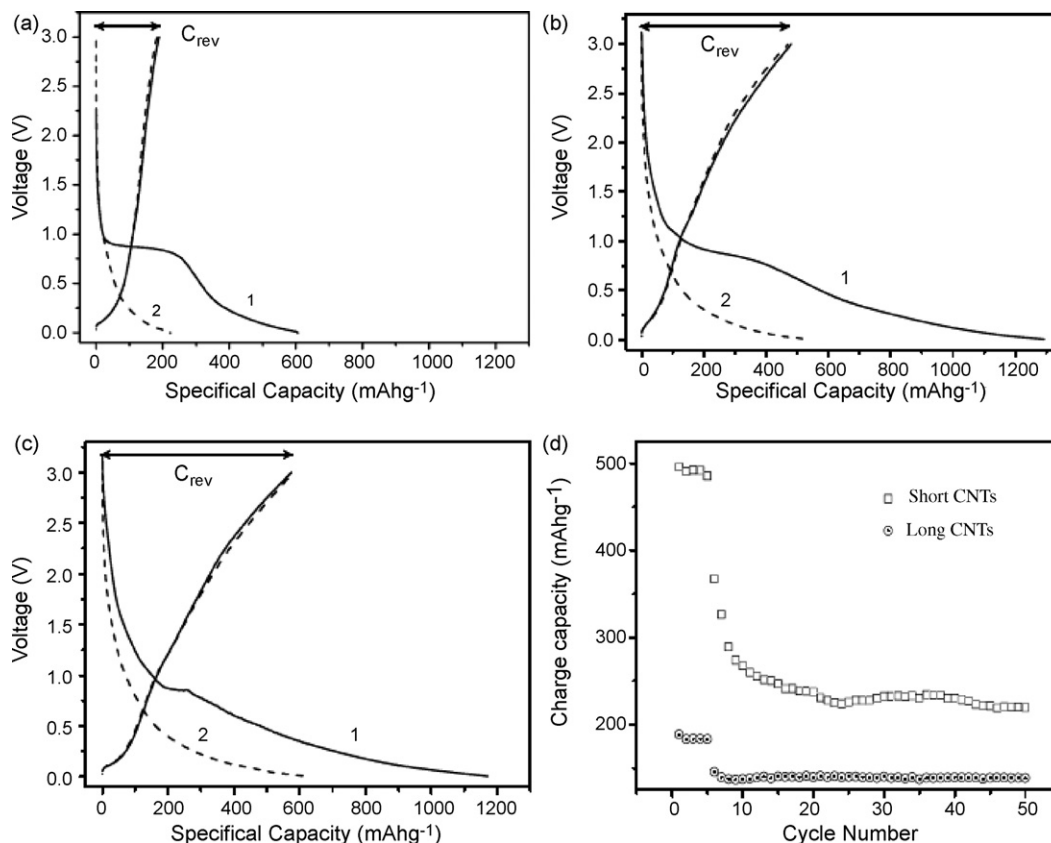 (a)
C_rev
3.0
2.5
2.0
1.5
1.0
0.5
0.0
Voltage (V)
1
2
0 200 400 600 800 1000 1200
Specifical Capacity (mAhg⁻¹)
(b)
C_rev
3.0
2.5
2.0
1.5
1.0
0.5
0.0
Voltage (V)
1
2
0 200 400 600 800 1000 1200
Specifical Capacity (mAhg⁻¹)
(c)
C_rev
3.0
2.5
2.0
1.5
1.0
0.5
0.0
Voltage (V)
2
1
0 200 400 600 800 1000 1200
Specifical Capacity (mAhg⁻¹)
(d)
500
400
250
200
Charge capacity (mAhg⁻¹)
Short CNTs
Long CNTs
0 10 20 30 40 50
Cycle Number